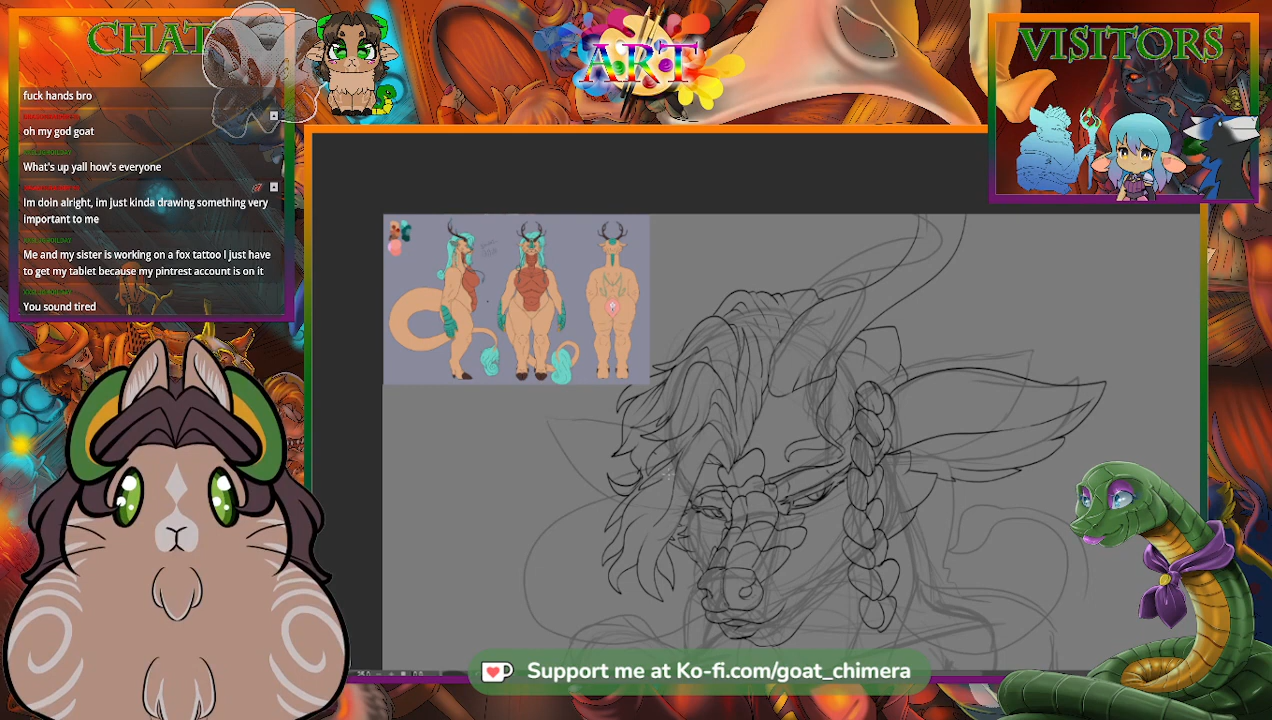 CHAT
ART
VISITORS
fuck hands bro
oh my god goat
What's up yall how's everyone
Im doin alright, im just kinda drawing something very
important to me
Me and my sister is working on a fox tattoo I just have
to get my tablet because my pintrest account is on it
You sound tired
Support me at Ko-fi.com/goat_chimera